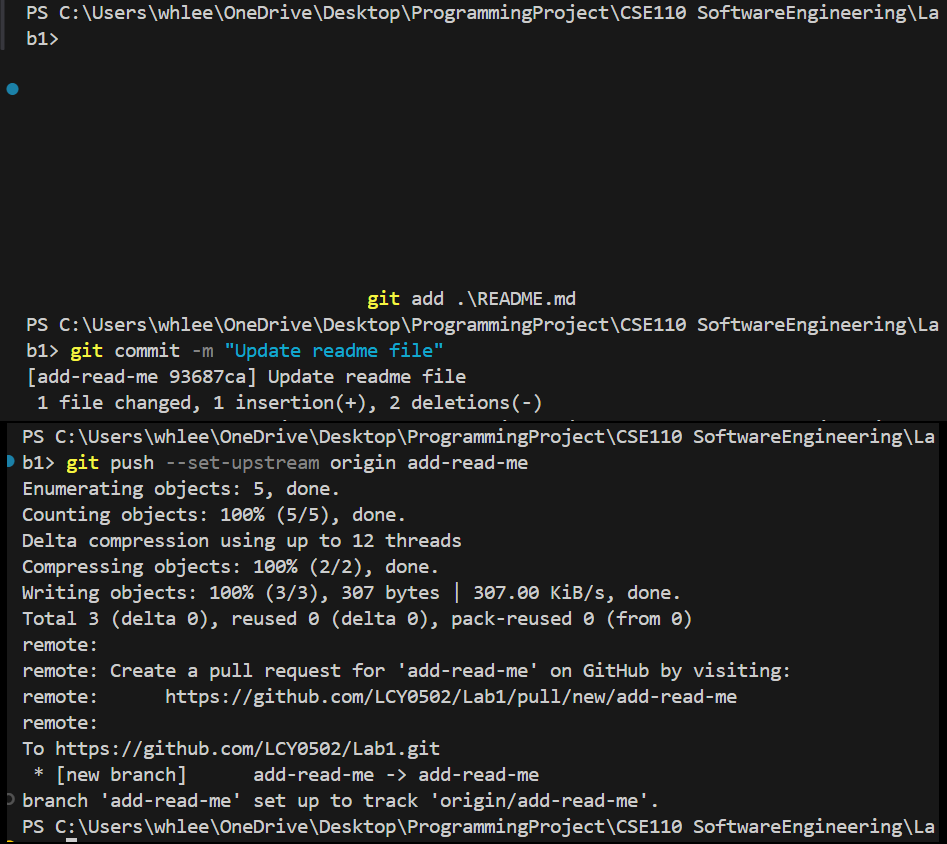 PS C:\Users\whlee\OneDrive\Desktop\ProgrammingProject\CSE110 SoftwareEngineering\La
b1>
git add .\README.md
PS C:\Users\whlee\OneDrive\Desktop\ProgrammingProject\CSE110 SoftwareEngineering\La
b1> git commit -m "Update readme file"
[add-read-me 93687ca] Update readme file
 1 file changed, 1 insertion(+), 2 deletions(-)
PS C:\Users\whlee\OneDrive\Desktop\ProgrammingProject\CSE110 SoftwareEngineering\La
b1> git push --set-upstream origin add-read-me
Enumerating objects: 5, done.
Counting objects: 100% (5/5), done.
Delta compression using up to 12 threads
Compressing objects: 100% (2/2), done.
Writing objects: 100% (3/3), 307 bytes | 307.00 KiB/s, done.
Total 3 (delta 0), reused 0 (delta 0), pack-reused 0 (from 0)
remote:
remote: Create a pull request for 'add-read-me' on GitHub by visiting:
remote:      https://github.com/LCY0502/Lab1/pull/new/add-read-me
remote:
To https://github.com/LCY0502/Lab1.git
 * [new branch]      add-read-me -> add-read-me
branch 'add-read-me' set up to track 'origin/add-read-me'.
PS C:\Users\whlee\OneDrive\Desktop\ProgrammingProject\CSE110 SoftwareEngineering\La